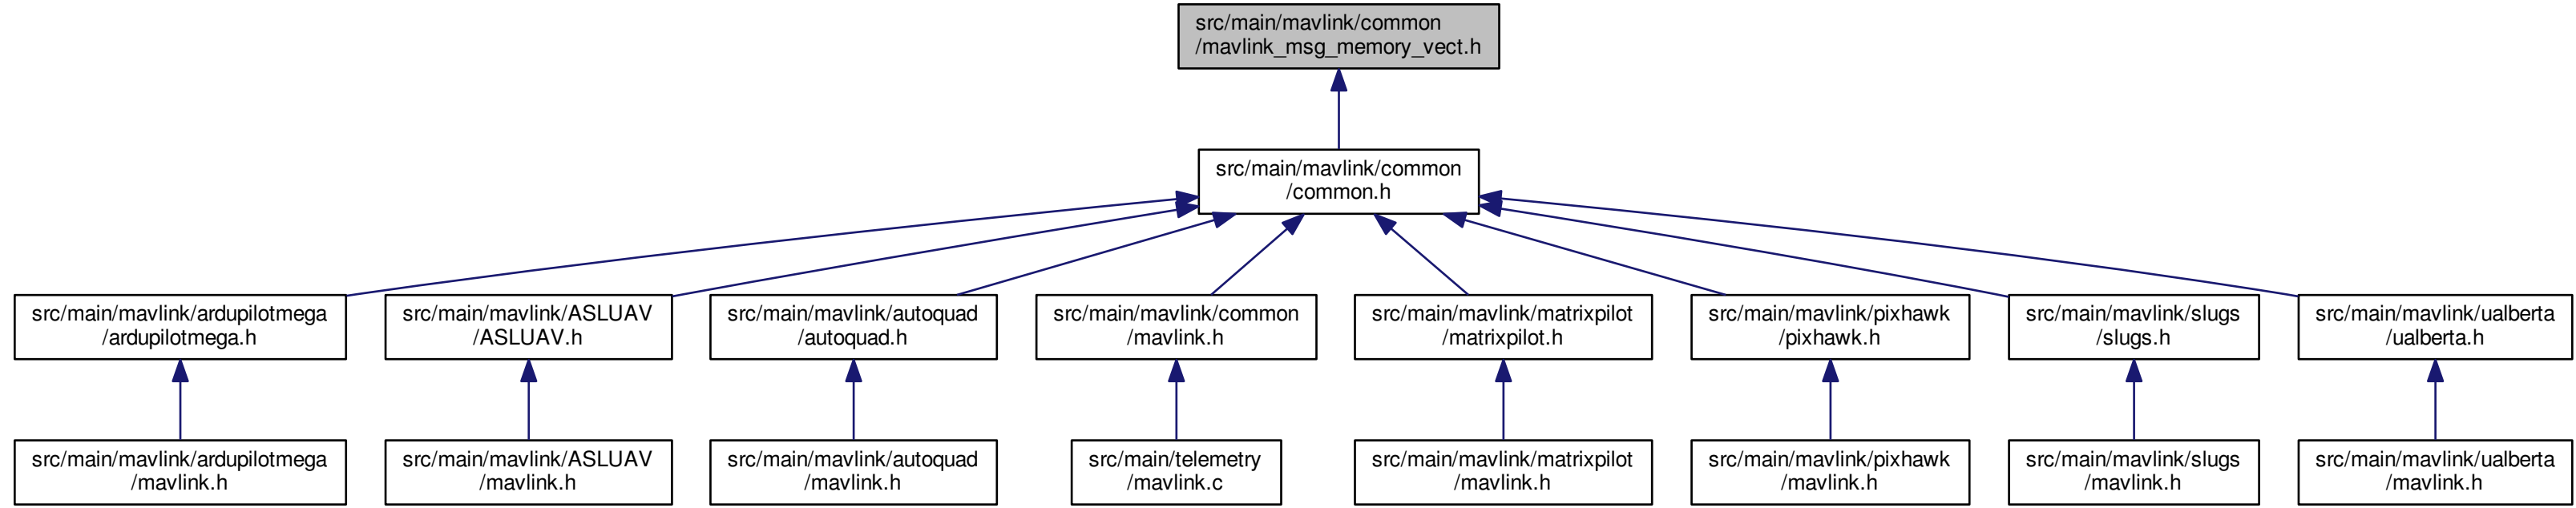 src/main/mavlink/common
/mavlink_msg_memory_vect.h
src/main/mavlink/common
/common.h
src/main/mavlink/ardupilotmega
/ardupilotmega.h
src/main/mavlink/ASLUAV
/ASLUAV.h
src/main/mavlink/autoquad
/autoquad.h
src/main/mavlink/common
/mavlink.h
src/main/mavlink/matrixpilot
/matrixpilot.h
src/main/mavlink/pixhawk
/pixhawk.h
src/main/mavlink/slugs
/slugs.h
src/main/mavlink/ualberta
/ualberta.h
src/main/mavlink/ardupilotmega
/mavlink.h
src/main/mavlink/ASLUAV
/mavlink.h
src/main/mavlink/autoquad
/mavlink.h
src/main/telemetry
/mavlink.c
src/main/mavlink/matrixpilot
/mavlink.h
src/main/mavlink/pixhawk
/mavlink.h
src/main/mavlink/slugs
/mavlink.h
src/main/mavlink/ualberta
/mavlink.h